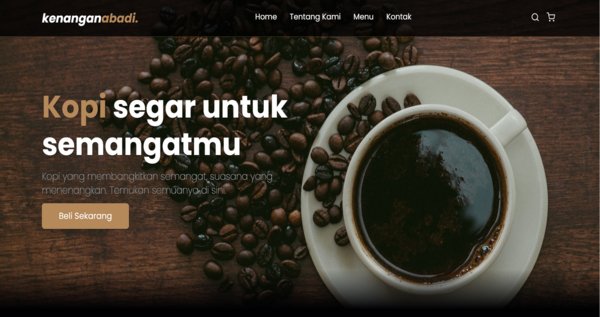 kenanganabadi.
Home Tentang Kami Menu Kontak
Kopi segar untuk
semangatmu
Kopi yang membangkitkan semangat, suasana yang
menenangkan. Temukan semuanya di sini.
Beli Sekarang